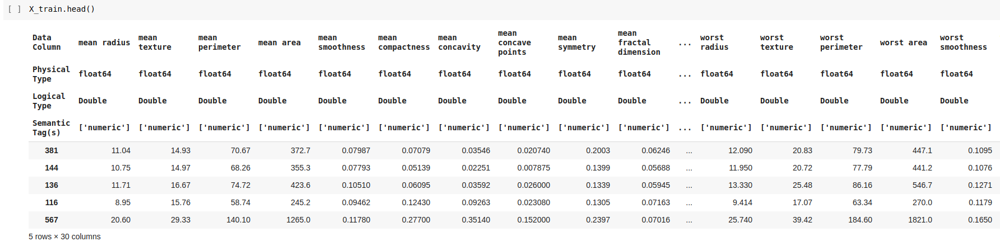 [ ] X_train.head()
Data Column mean radius mean texture mean perimeter mean area mean smoothness mean compactness mean concavity mean concave points mean symmetry mean fractal dimension ... worst radius worst texture worst perimeter worst area worst smoothness
Physical Type float64 float64 float64 float64 float64 float64 float64 float64 float64 float64 ... float64 float64 float64 float64 float64
Logical Type Double Double Double Double Double Double Double Double Double Double ... Double Double Double Double Double
Semantic Tag(s) ['numeric'] ['numeric'] ['numeric'] ['numeric'] ['numeric'] ['numeric'] ['numeric'] ['numeric'] ['numeric'] ['numeric'] ... ['numeric'] ['numeric'] ['numeric'] ['numeric'] ['numeric']
381 11.04 14.93 70.67 372.7 0.07987 0.07079 0.03546 0.020740 0.2003 0.06246 ... 12.090 20.83 79.73 447.1 0.1095
144 10.75 14.97 68.26 355.3 0.07793 0.05139 0.02251 0.007875 0.1399 0.05688 ... 11.950 20.72 77.79 441.2 0.1076
136 11.71 16.67 74.72 423.6 0.10510 0.06095 0.03592 0.026000 0.1339 0.05945 ... 13.330 25.48 86.16 546.7 0.1271
116 8.95 15.76 58.74 245.2 0.09462 0.12430 0.09263 0.023080 0.1305 0.07163 ... 9.414 17.07 63.34 270.0 0.1179
567 20.60 29.33 140.10 1265.0 0.11780 0.27700 0.35140 0.152000 0.2397 0.07016 ... 25.740 39.42 184.60 1821.0 0.1650
5 rows × 30 columns